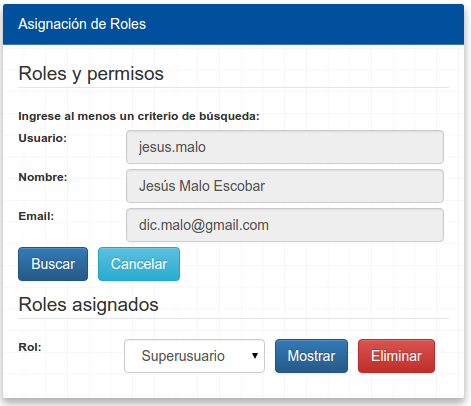 Asignación de Roles
Roles y permisos
Ingrese al menos un criterio de búsqueda:
Usuario: jesus.malo
Nombre: Jesús Malo Escobar
Email: dic.malo@gmail.com
Buscar Cancelar
Roles asignados
Rol: Superusuario Mostrar Eliminar